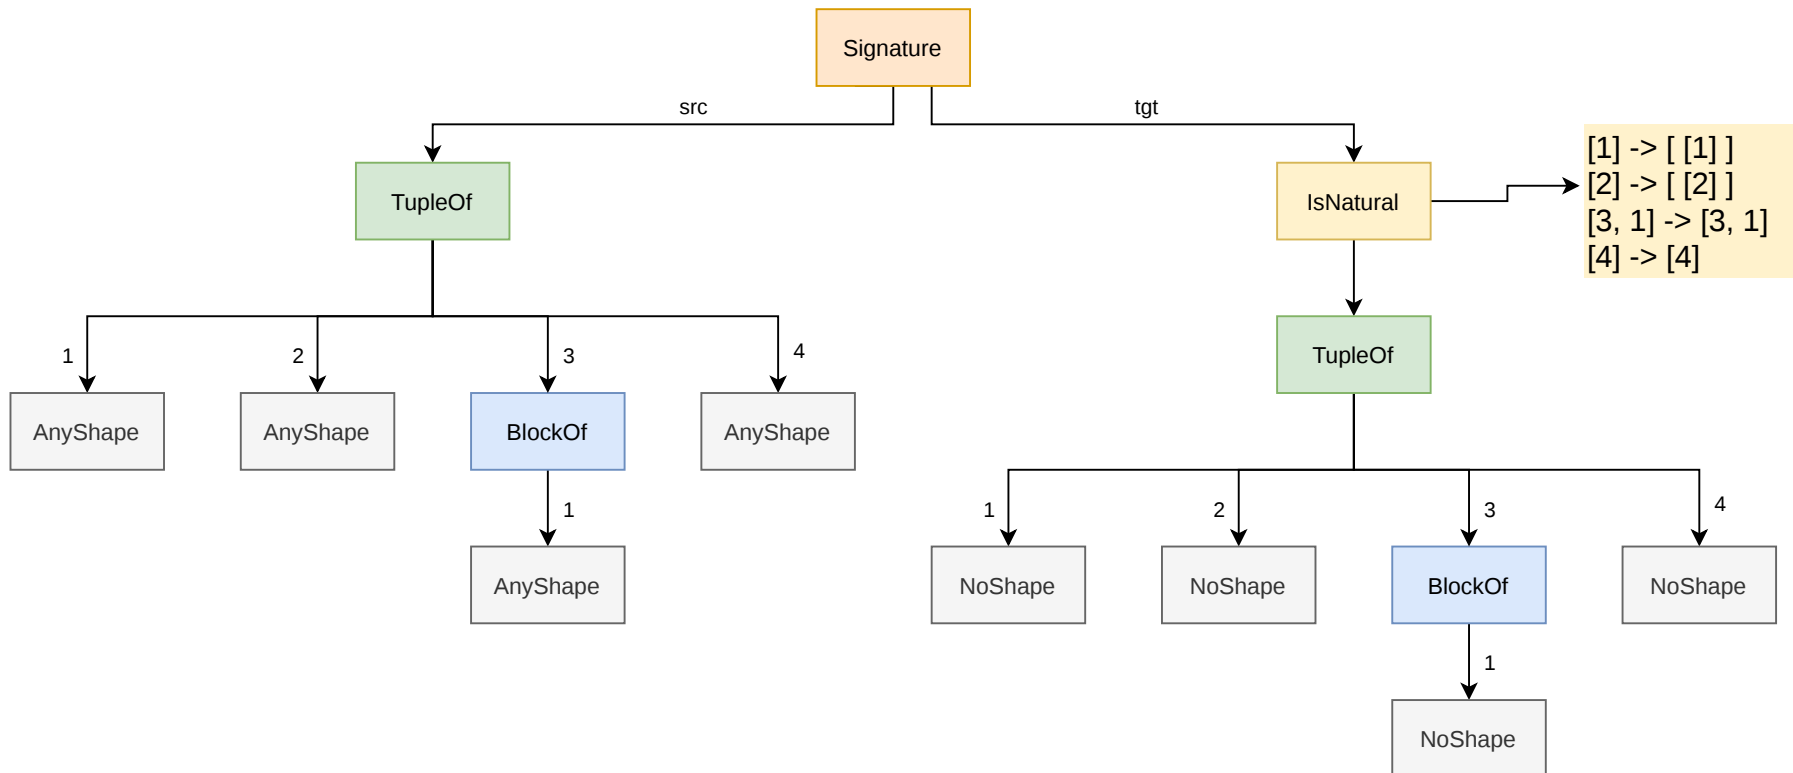 Signature
src
tgt
TupleOf
IsNatural
[1] -> [ [1] ]
[2] -> [ [2] ]
[3, 1] -> [3, 1]
[4] -> [4]
1
2
3
4
TupleOf
AnyShape
AnyShape
BlockOf
AnyShape
1
1
2
3
4
AnyShape
NoShape
NoShape
BlockOf
NoShape
1
NoShape